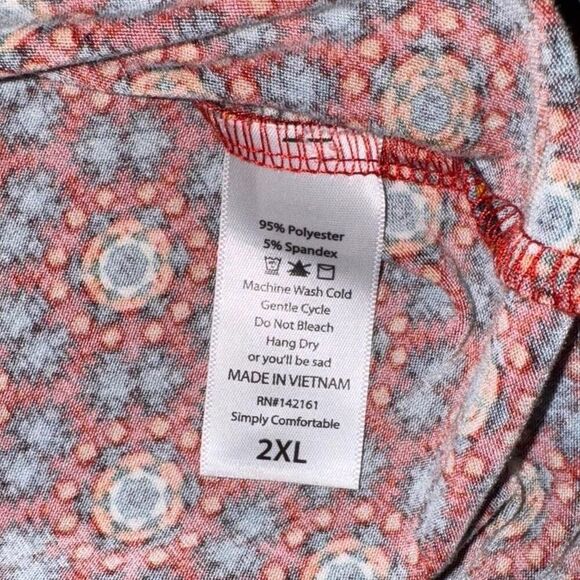 95% Polyester
5% Spandex
Machine Wash Cold
Gentle Cycle
Do Not Bleach
Hang Dry
or you'll be sad
MADE IN VIETNAM
RN#142161
Simply Comfortable
2XL